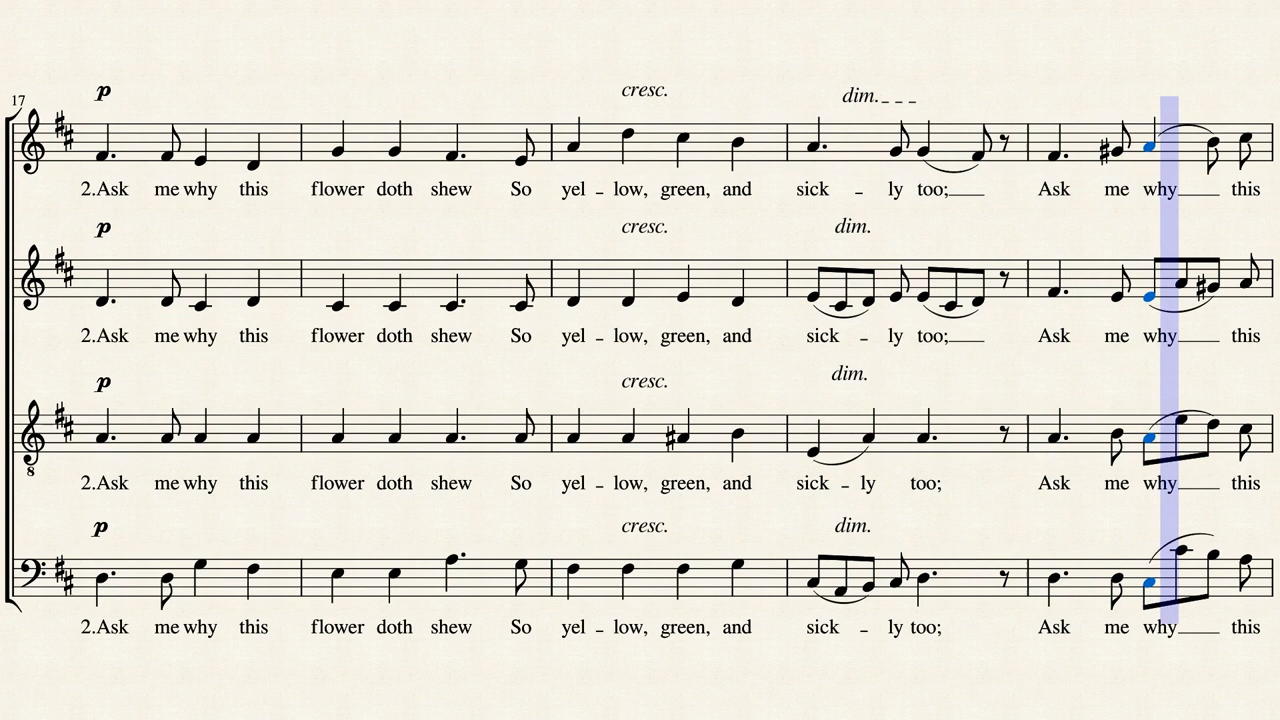 p cresc. dim.
17
2.Ask me why this flower doth shew So yel - low, green, and sick - ly too; Ask me why this
p cresc. dim.
2.Ask me why this flower doth shew So yel - low, green, and sick - ly too; Ask me why this
p cresc. dim.
8
2.Ask me why this flower doth shew So yel - low, green, and sick - ly too; Ask me why this
p cresc. dim.
2.Ask me why this flower doth shew So yel - low, green, and sick - ly too; Ask me why this